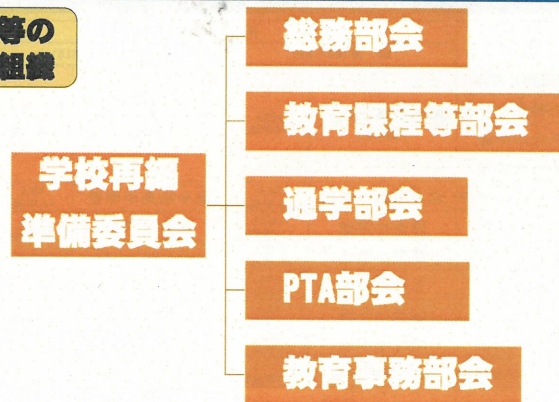 等の
組織
総務部会
教育課程等部会
学校再編
準備委員会
通学部会
PTA部会
教育事務部会